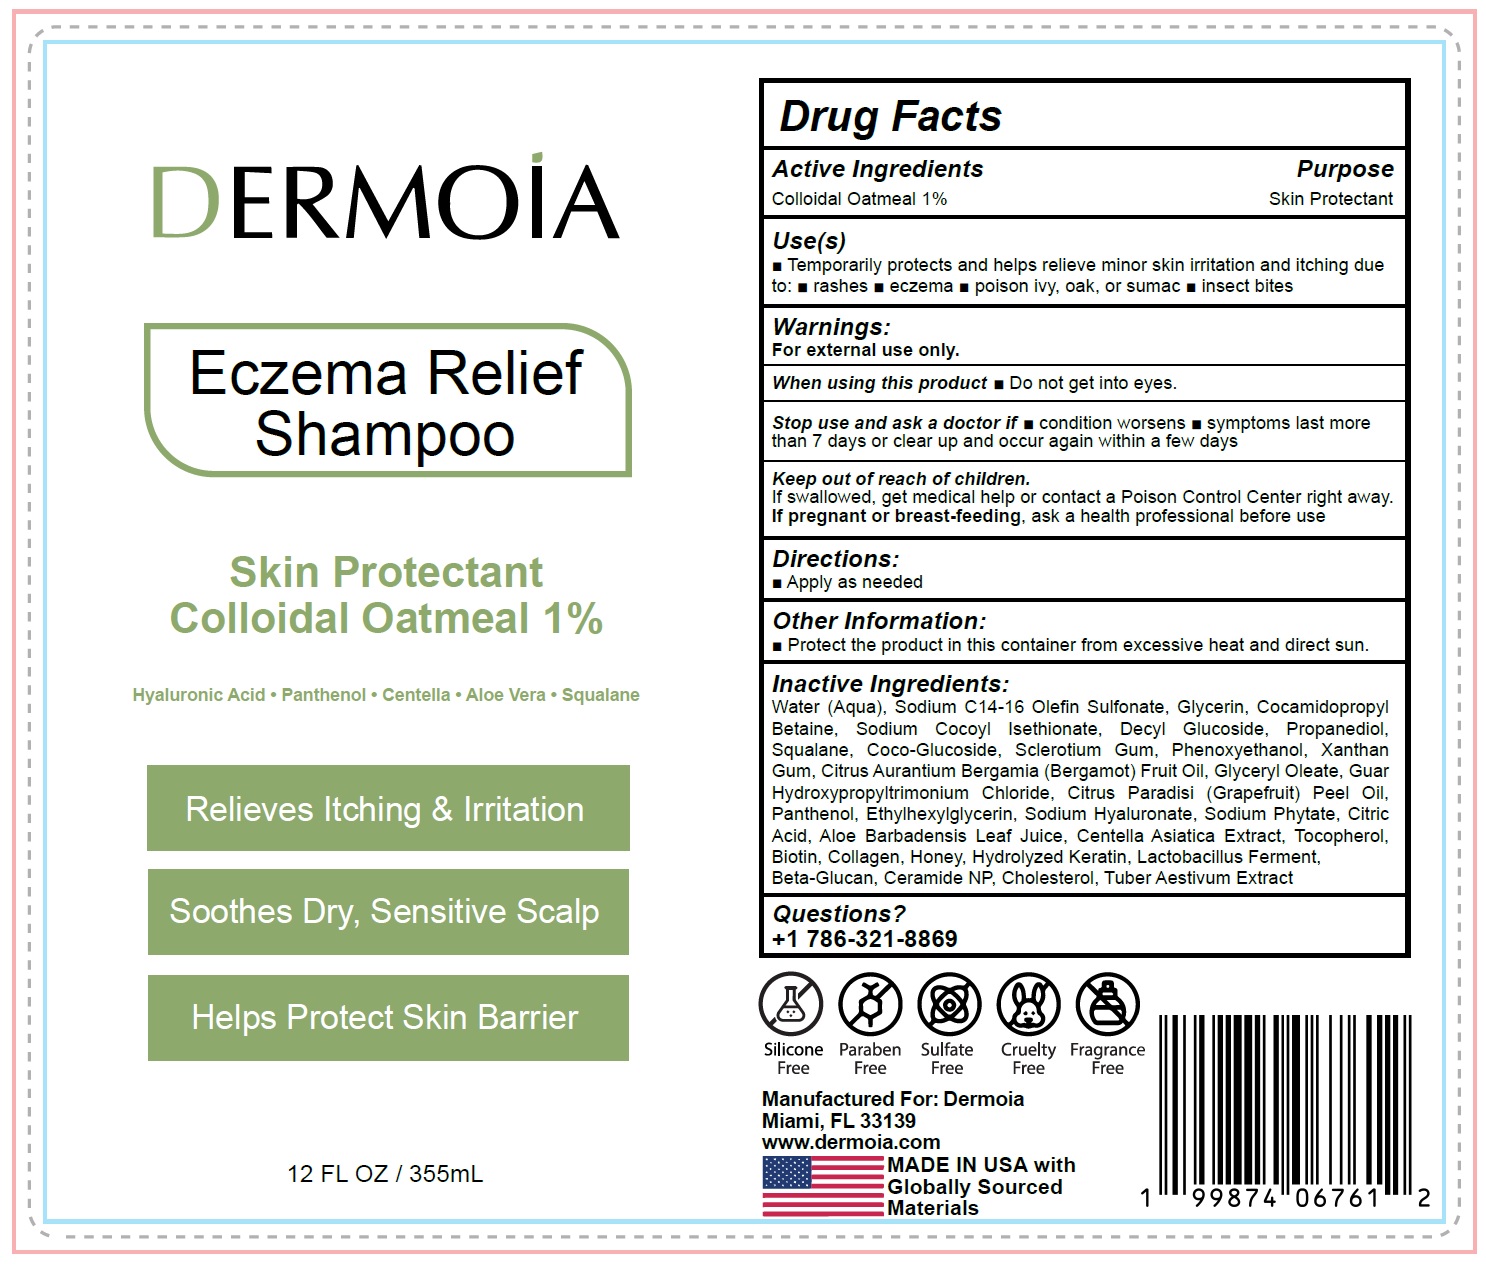 DERMOIA
Eczema Relief
Shampoo
Skin Protectant
Colloidal Oatmeal 1%
Hyaluronic Acid • Panthenol • Centella • Aloe Vera • Squalane
Relieves Itching & Irritation
Soothes Dry, Sensitive Scalp
Helps Protect Skin Barrier
12 FL OZ / 355mL
Drug Facts
Active Ingredients Purpose
Colloidal Oatmeal 1% Skin Protectant
Use(s)
■ Temporarily protects and helps relieve minor skin irritation and itching due
to: ■ rashes ■ eczema ■ poison ivy, oak, or sumac ■ insect bites
Warnings:
For external use only.
When using this product ■ Do not get into eyes.
Stop use and ask a doctor if ■ condition worsens ■ symptoms last more
than 7 days or clear up and occur again within a few days
Keep out of reach of children.
If swallowed, get medical help or contact a Poison Control Center right away.
If pregnant or breast-feeding, ask a health professional before use
Directions:
■ Apply as needed
Other Information:
■ Protect the product in this container from excessive heat and direct sun.
Inactive Ingredients:
Water (Aqua), Sodium C14-16 Olefin Sulfonate, Glycerin, Cocamidopropyl
Betaine, Sodium Cocoyl Isethionate, Decyl Glucoside, Propanediol,
Squalane, Coco-Glucoside, Sclerotium Gum, Phenoxyethanol, Xanthan
Gum, Citrus Aurantium Bergamia (Bergamot) Fruit Oil, Glyceryl Oleate, Guar
Hydroxypropyltrimonium Chloride, Citrus Paradisi (Grapefruit) Peel Oil,
Panthenol, Ethylhexylglycerin, Sodium Hyaluronate, Sodium Phytate, Citric
Acid, Aloe Barbadensis Leaf Juice, Centella Asiatica Extract, Tocopherol,
Biotin, Collagen, Honey, Hydrolyzed Keratin, Lactobacillus Ferment,
Beta-Glucan, Ceramide NP, Cholesterol, Tuber Aestivum Extract
Questions?
+1 786-321-8869
Silicone Free
Paraben Free
Sulfate Free
Cruelty Free
Fragrance Free
Manufactured For: Dermoia
Miami, FL 33139
www.dermoia.com
MADE IN USA with
Globally Sourced
Materials
1 99874 06761 2